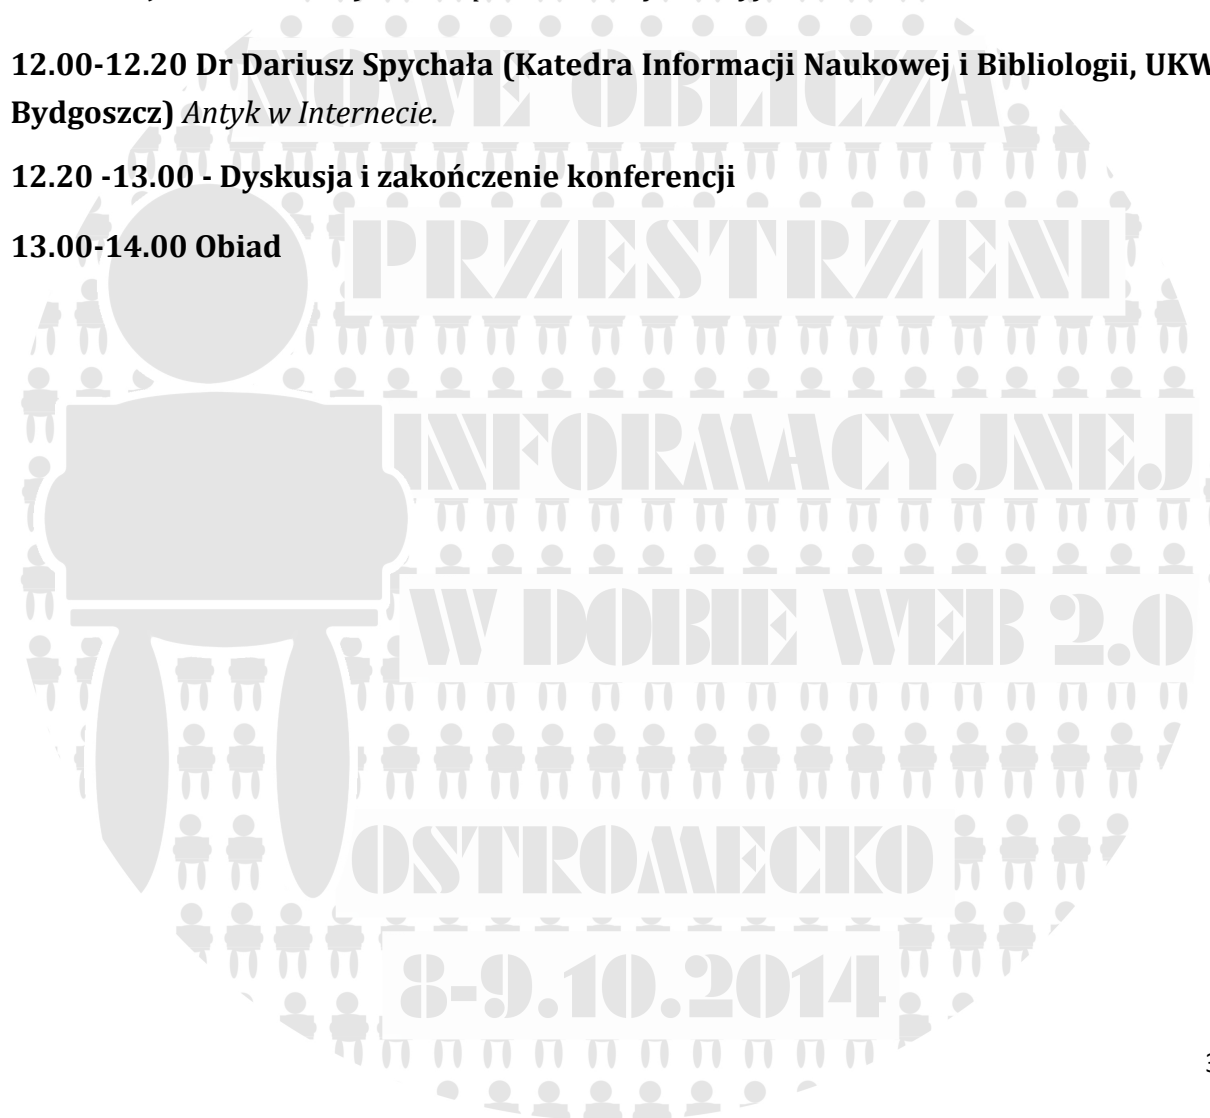 12.00-12.20 Dr Dariusz Spychała (Katedra Informacji Naukowej i Bibliologii, UKW
Bydgoszcz) Antyk w Internecie.
12.20 -13.00 - Dyskusja i zakończenie konferencji
13.00-14.00 Obiad
NOWE OBLICZA
PRZESTRZENI
INFORMACYJNEJ
W DOBIE WEB 2.0
OSTROMECKO
8-9.10.2014